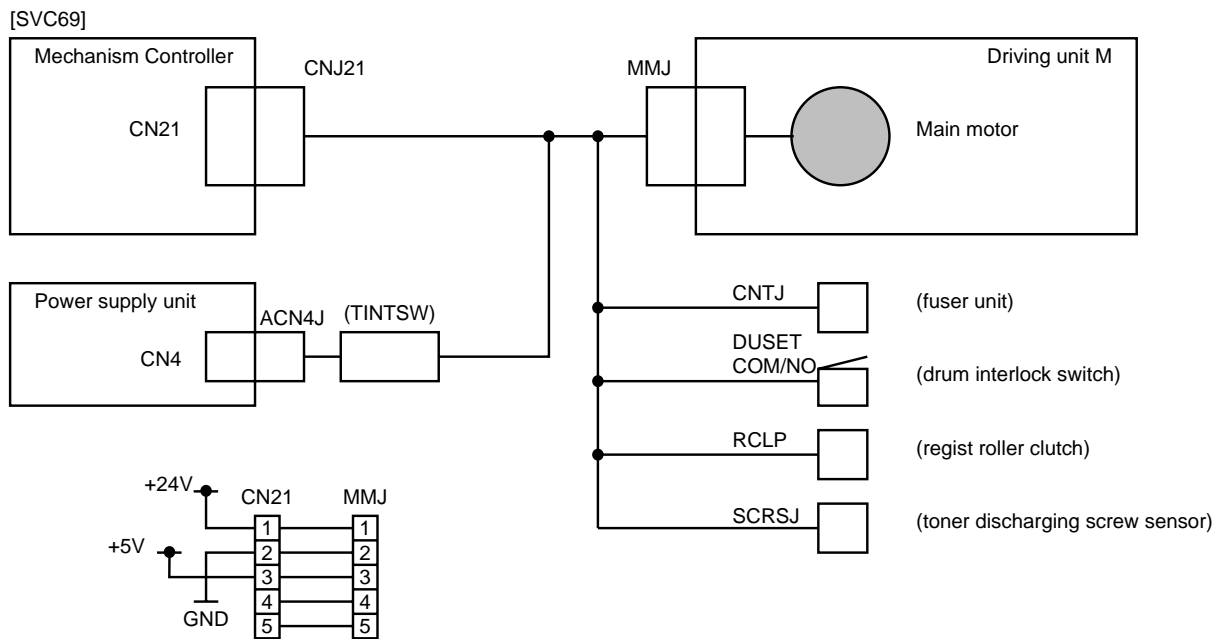 [SVC69]
Mechanism Controller
CNJ21
CN21
MMJ
Driving unit M
Main motor
Power supply unit
ACN4J
(TINTSW)
CN4
CNTJ
(fuser unit)
DUSET
COM/NO
(drum interlock switch)
RCLP
(regist roller clutch)
SCRSJ
(toner discharging screw sensor)
+24V
CN21
MMJ
+5V
GND
1 1
2 2
3 3
4 4
5 5